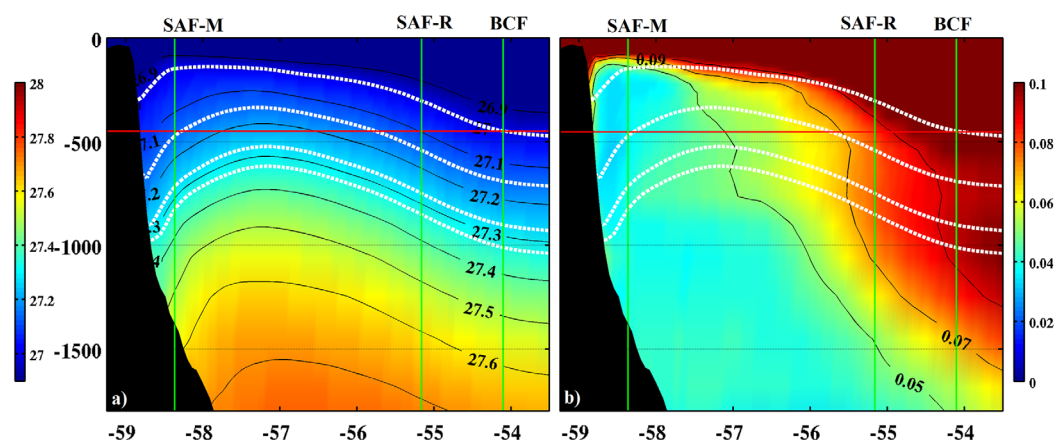 SAF-M SAF-R BCF SAF-M SAF-R BCF
0 0.09
28 0.1
26.9
27.8 -500 27.1 0.08
27.2
27.6 27.3 0.06
27.4 -1000 27.4 0.04
27.5 0.07
27.2 0.02
27 -1500 27.6 0.05
a) b) 0
-59 -58 -57 -56 -55 -54 -59 -58 -57 -56 -55 -54